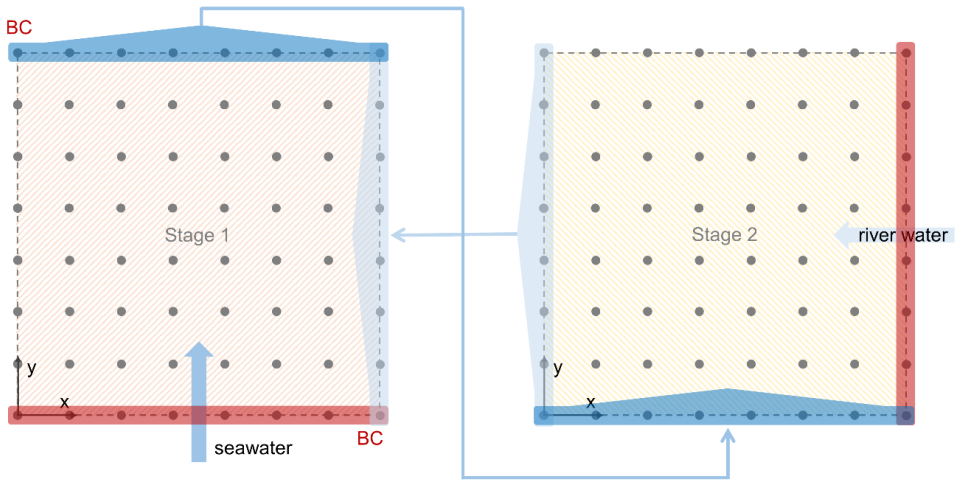 BC
Stage 1
Stage 2
river water
y
x
y
x
BC
seawater